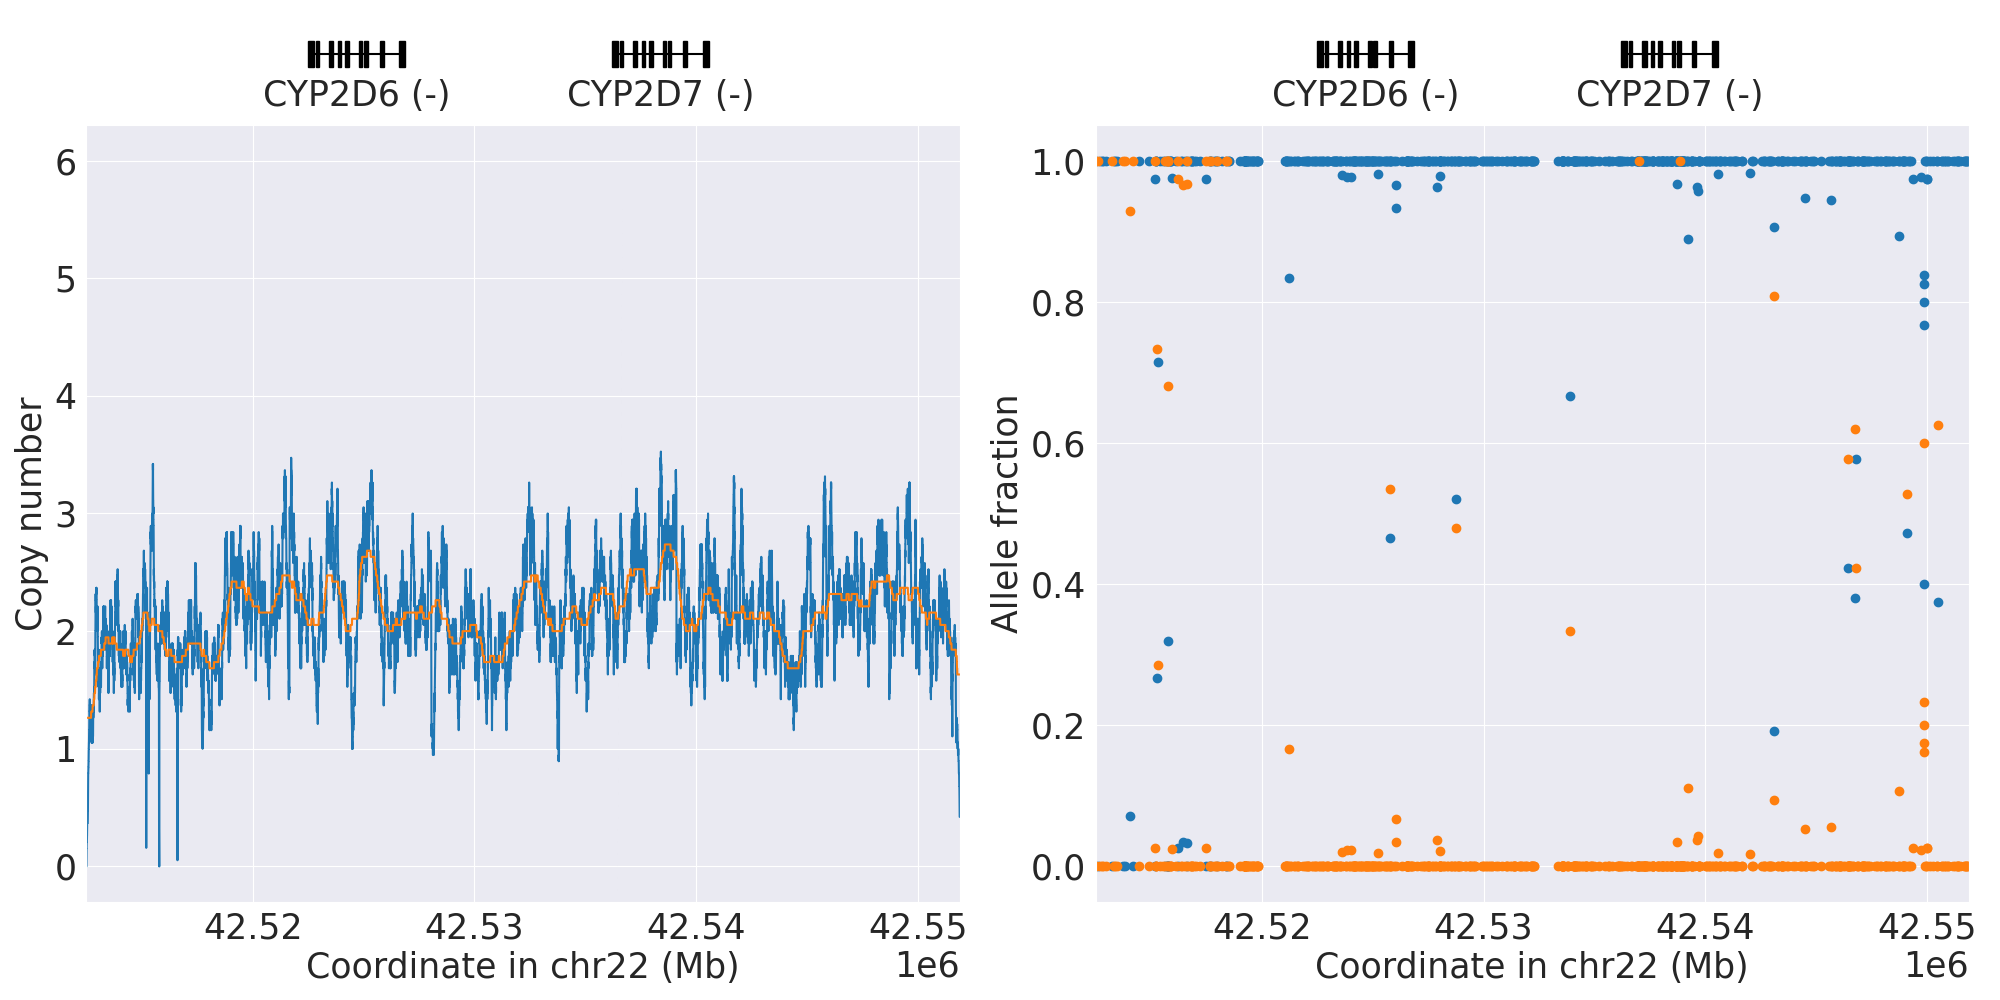 CYP2D6 (-) CYP2D7 (-)
6
5
4
3
2
1
0
Copy number
42.52 42.53 42.54 42.55
Coordinate in chr22 (Mb)
1e6
CYP2D6 (-) CYP2D7 (-)
1.0
0.8
0.6
0.4
0.2
0.0
Allele fraction
42.52 42.53 42.54 42.55
Coordinate in chr22 (Mb)
1e6